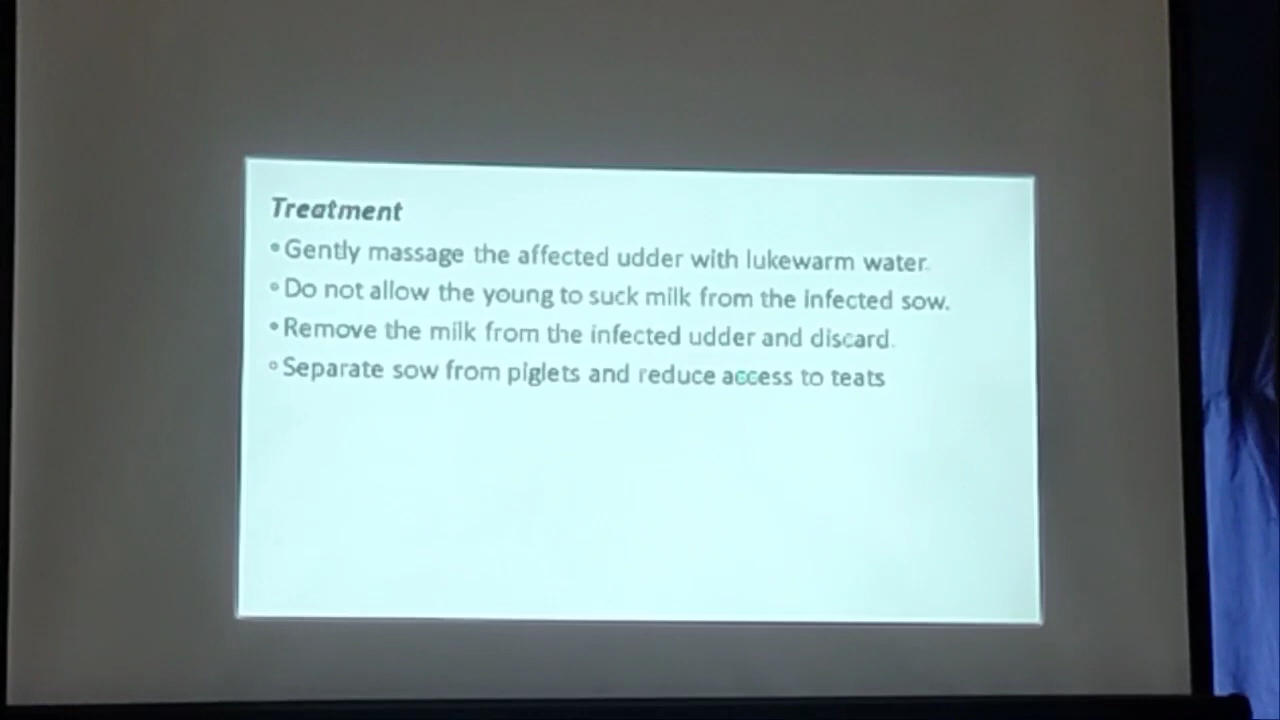 Treatment
•Gently massage the affected udder with lukewarm water.
•Do not allow the young to suck milk from the infected sow.
•Remove the milk from the infected udder and discard.
•Separate sow from piglets and reduce access to teats